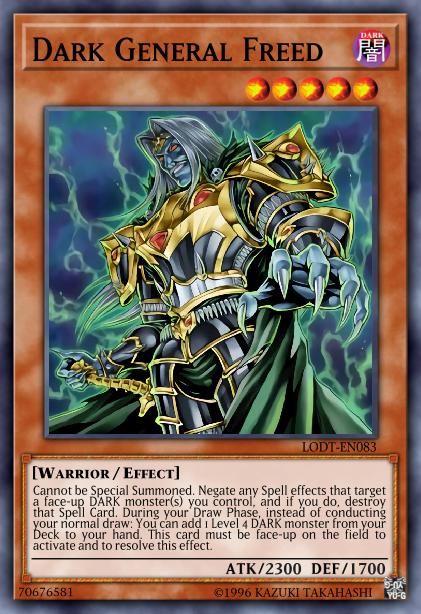 DARK GENERAL FREED
DARK
闇
LODT-EN083
[WARRIOR / EFFECT]
Cannot be Special Summoned. Negate any Spell effects that target
a face-up DARK monster(s) you control, and if you do, destroy
that Spell Card. During your Draw Phase, instead of conducting
your normal draw: You can add 1 Level 4 DARK monster from your
Deck to your hand. This card must be face-up on the field to
activate and to resolve this effect.
ATK/2300 DEF/1700
70676581
©1996 KAZUKI TAKAHASHI